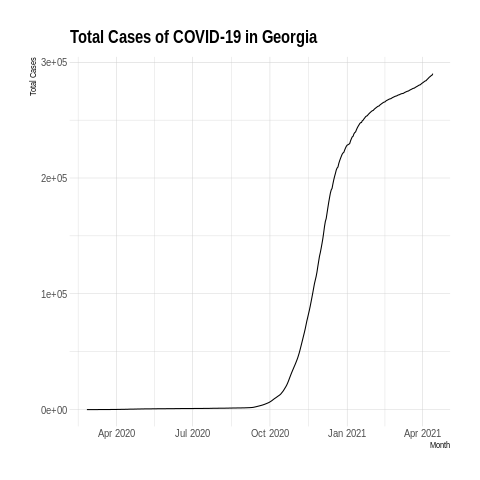 Total Cases of COVID-19 in Georgia
Total Cases
3e+05
2e+05
1e+05
0e+00
Apr 2020 Jul 2020 Oct 2020 Jan 2021 Apr 2021
Month